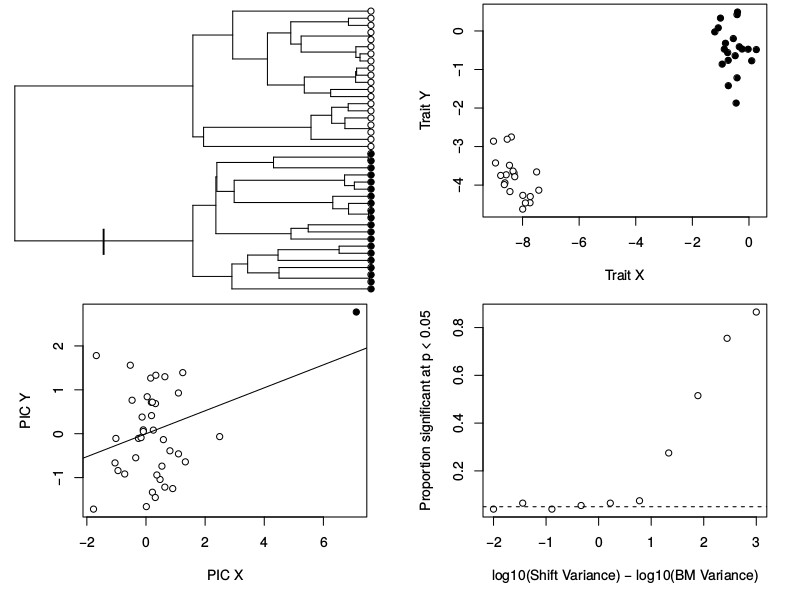 Trait Y
0
−1
−2
−3
−4
−8 −6 −4 −2 0
Trait X
PIC Y
2
1
0
−1
−2 0 2 4 6
PIC X
Proportion significant at p < 0.05
0.8
0.6
0.4
0.2
−2 −1 0 1 2 3
log10(Shift Variance) − log10(BM Variance)